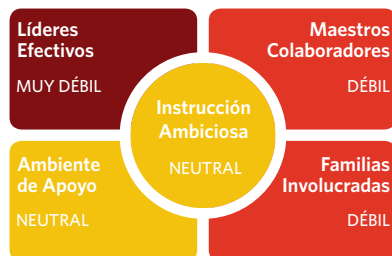 Líderes
Efectivos
MUY DÉBIL
Maestros
Colaboradores
DÉBIL
Instrucción
Ambiciosa
NEUTRAL
Ambiente
de Apoyo
NEUTRAL
Familias
Involucradas
DÉBIL